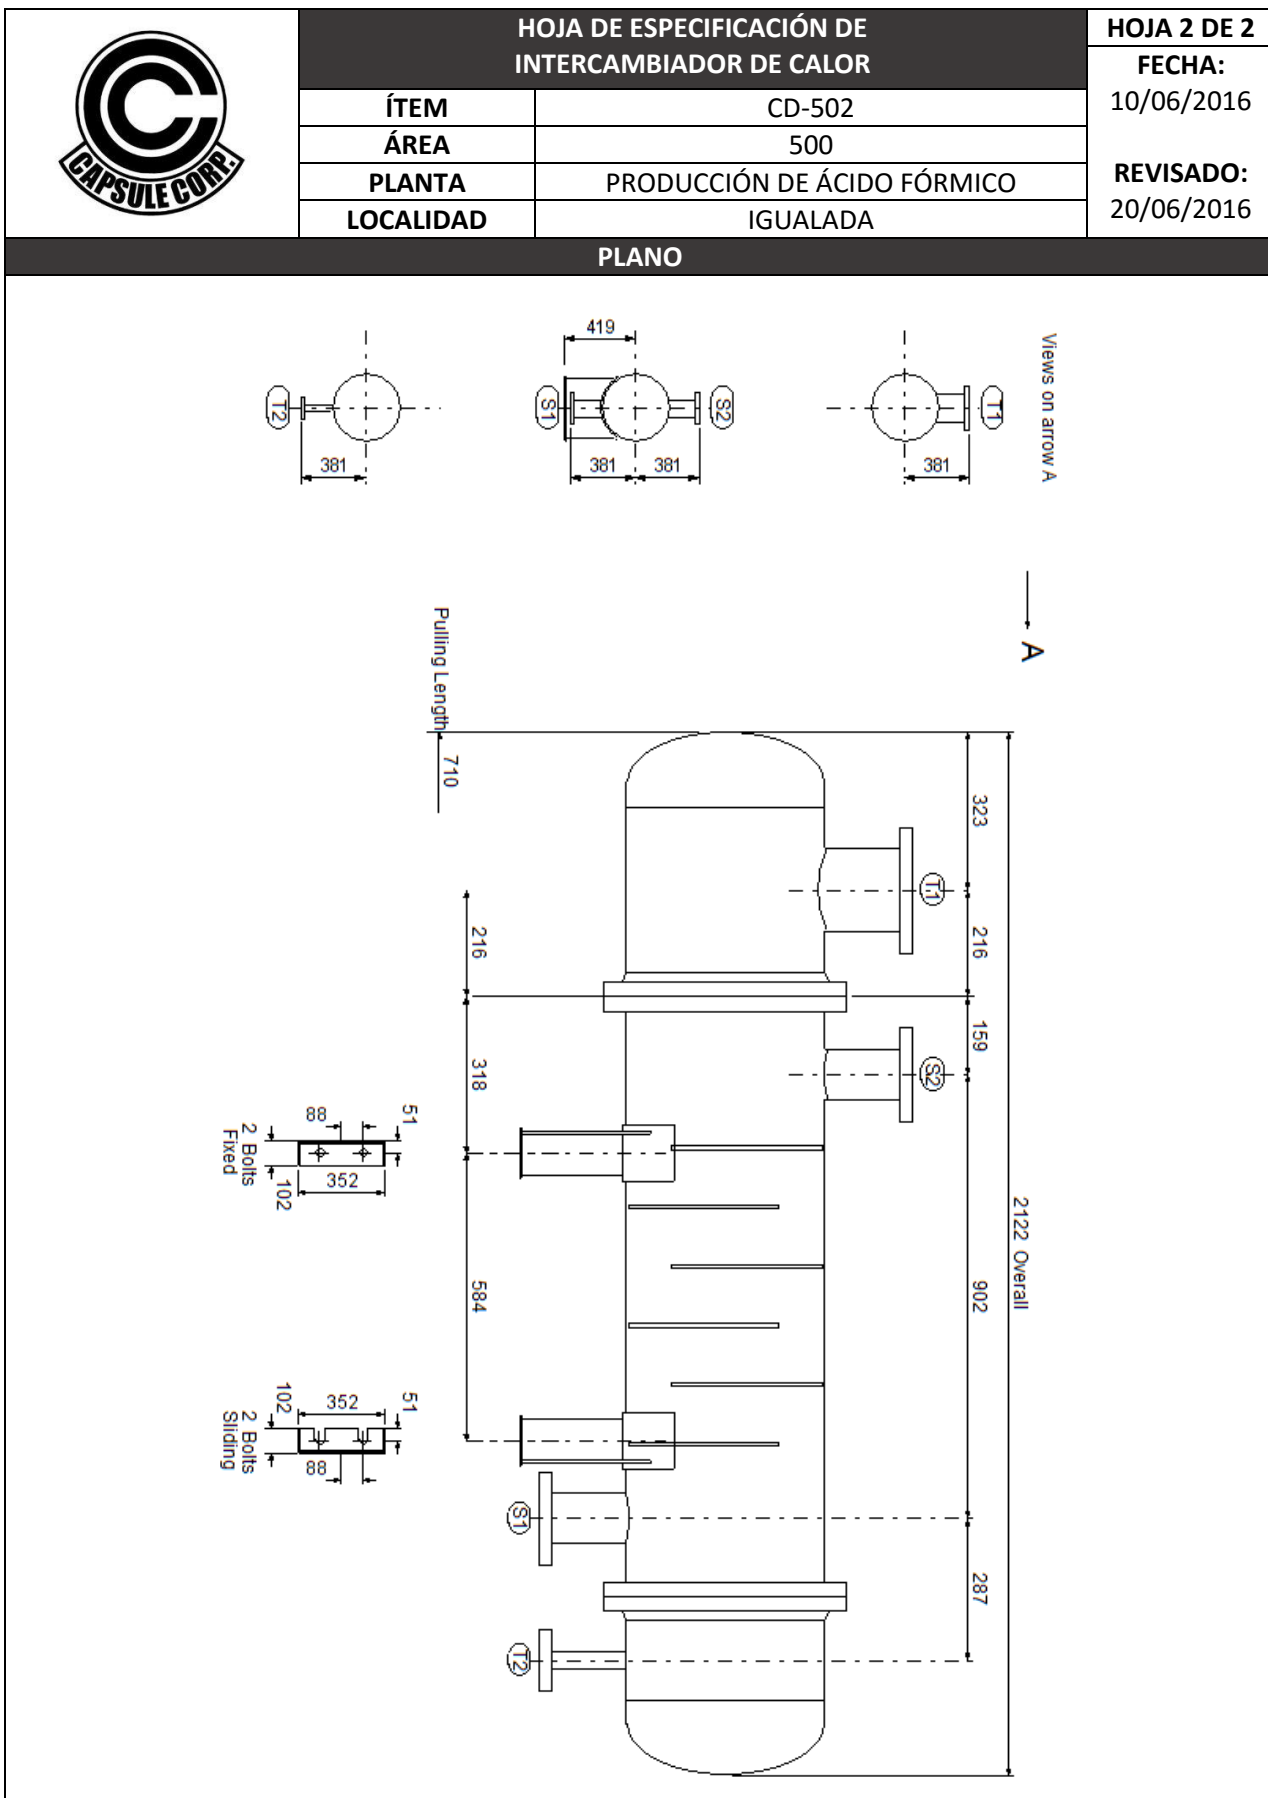 CAPSULE CORP.
HOJA DE ESPECIFICACIÓN DE
INTERCAMBIADOR DE CALOR
HOJA 2 DE 2
FECHA:
10/06/2016
REVISADO:
20/06/2016
ÍTEM CD-502
ÁREA 500
PLANTA PRODUCCIÓN DE ÁCIDO FÓRMICO
LOCALIDAD IGUALADA
PLANO
Views on arrow A
T1
381
419
S1
S2
381
381
T2
381
A
2122 Overall
323
216
159
902
287
T1
S2
S1
T2
Pulling Length
710
216
318
584
51
88
352
102
2 Bolts
Fixed
51
352
88
102
2 Bolts
Sliding